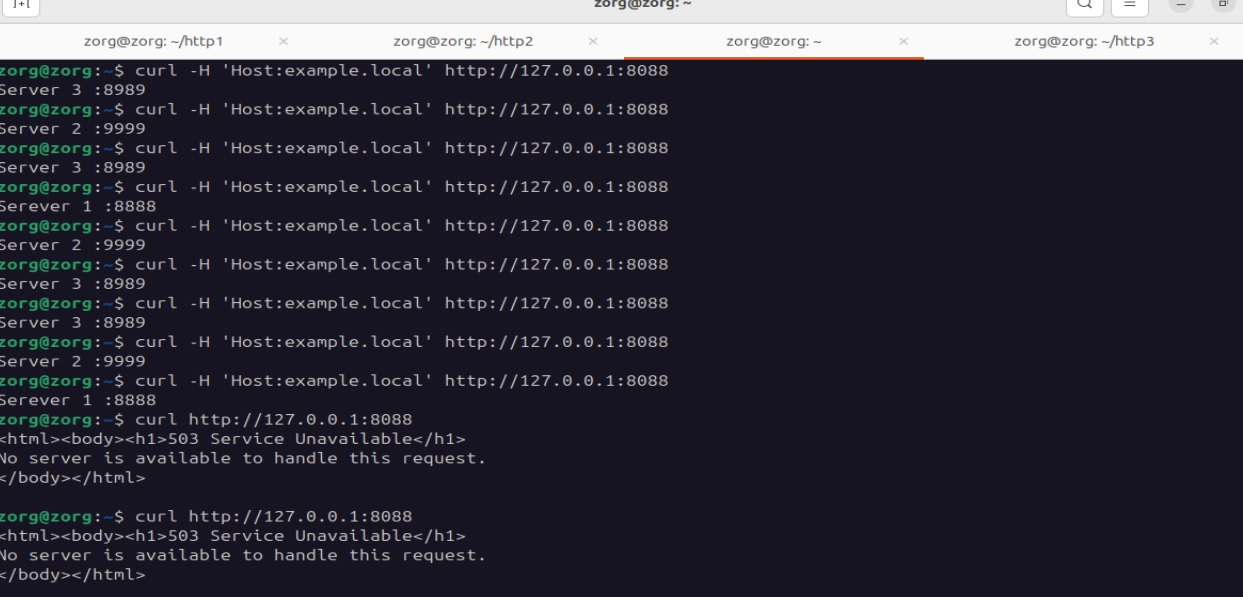 zorg@zorg: ~
zorg@zorg: ~/http1 × zorg@zorg: ~/http2 × zorg@zorg: ~ × zorg@zorg: ~/http3 ×
zorg@zorg:~$ curl -H 'Host:example.local' http://127.0.0.1:8088
Server 3 :8989
zorg@zorg:~$ curl -H 'Host:example.local' http://127.0.0.1:8088
Server 2 :9999
zorg@zorg:~$ curl -H 'Host:example.local' http://127.0.0.1:8088
Server 3 :8989
zorg@zorg:~$ curl -H 'Host:example.local' http://127.0.0.1:8088
Serever 1 :8888
zorg@zorg:~$ curl -H 'Host:example.local' http://127.0.0.1:8088
Server 2 :9999
zorg@zorg:~$ curl -H 'Host:example.local' http://127.0.0.1:8088
Server 3 :8989
zorg@zorg:~$ curl -H 'Host:example.local' http://127.0.0.1:8088
Server 3 :8989
zorg@zorg:~$ curl -H 'Host:example.local' http://127.0.0.1:8088
Server 2 :9999
zorg@zorg:~$ curl -H 'Host:example.local' http://127.0.0.1:8088
Serever 1 :8888
zorg@zorg:~$ curl http://127.0.0.1:8088
<html><body><h1>503 Service Unavailable</h1>
No server is available to handle this request.
</body></html>
zorg@zorg:~$ curl http://127.0.0.1:8088
<html><body><h1>503 Service Unavailable</h1>
No server is available to handle this request.
</body></html>